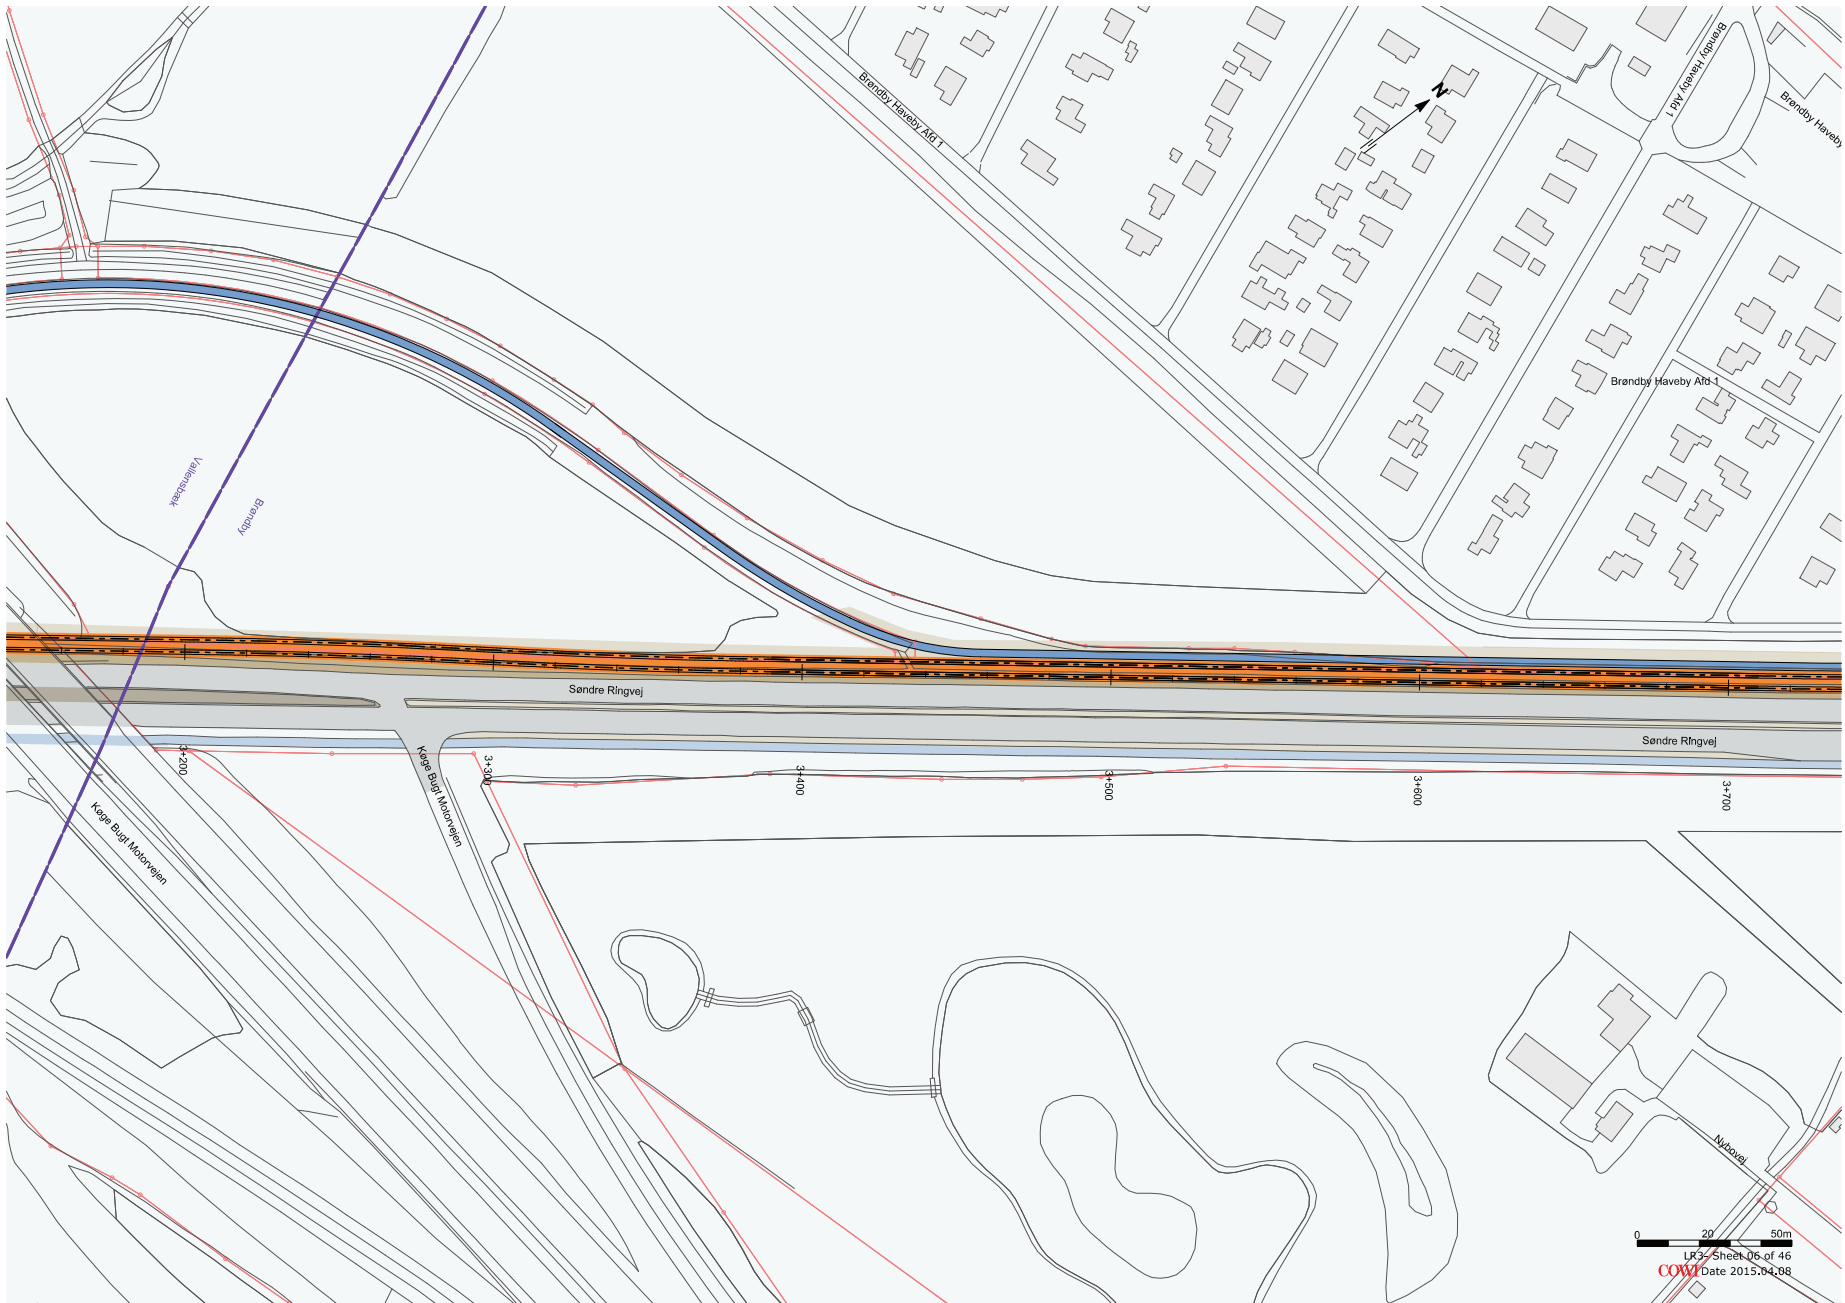 Brøndby Haveby Afd 1
Brøndby Haveby Afd 1
Brøndby Haveby
N
Brøndby Haveby Afd 1
Vallensbæk
Brøndby
Søndre Ringvej
Søndre Ringvej
3+200
3+300
3+400
3+500
3+600
3+700
Køge Bugt Motorvejen
Køge Bugt Motorvejen
Nybovej
0 20 50m
LR3- Sheet 06 of 46
COWI Date 2015.04.08